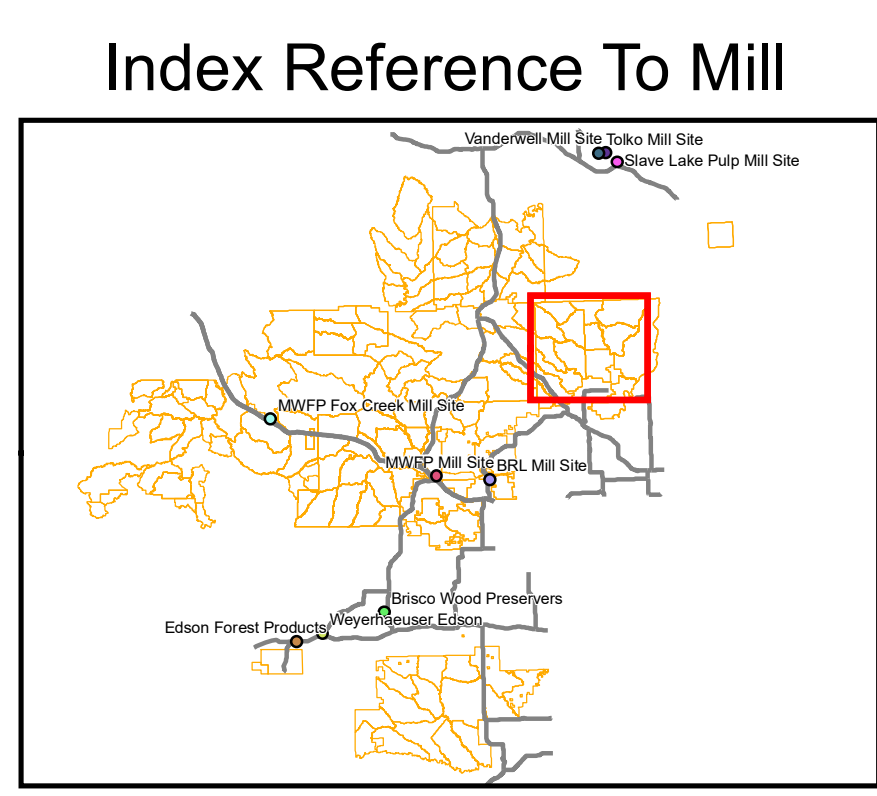 Index Reference To Mill
Vanderwell Mill Site Tolko Mill Site
Slave Lake Pulp Mill Site
MWFP Fox Creek Mill Site
MWFP Mill Site BRL Mill Site
Brisco Wood Preservers
Weyerhaeuser Edson
Edson Forest Products